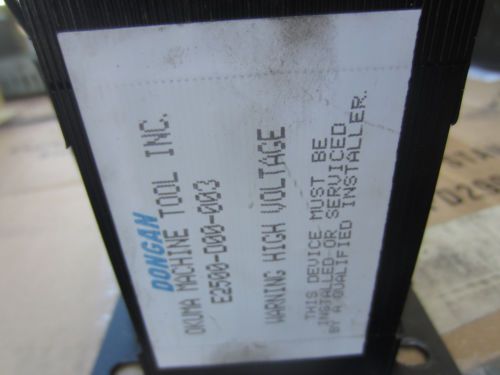 DONGAN
OKUMA MACHINE TOOL INC.
E2500-D00-003
WARNING HIGH VOLTAGE
THIS DEVICE MUST BE
INSTALLED OR SERVICED
BY A QUALIFIED INSTALLER.